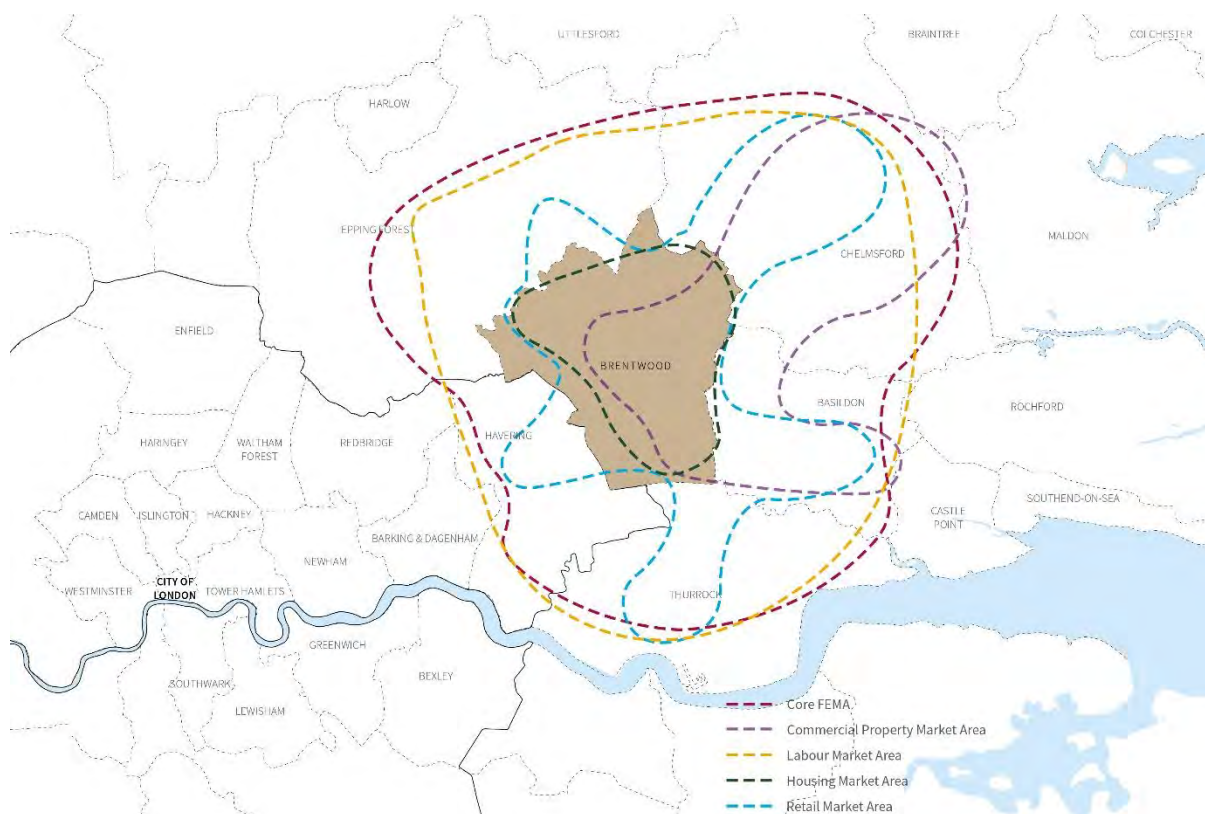 UTTLESFORD
BRAINTREE
COLCHESTER
HARLOW
EPPING FOREST
MALDON
CHELMSFORD
ENFIELD
BRENTWOOD
BASILDON
ROCHFORD
HAVERING
HARINGEY
WALTHAM
FOREST
REDBRIDGE
SOUTHEND-ON-SEA
CAMDEN
ISLINGTON
HACKNEY
CASTLE
POINT
BARKING & DAGENHAM
NEWHAM
CITY OF
LONDON
WESTMINSTER
TOWER HAMLETS
THURROCK
GREENWICH
BEXLEY
SOUTHWARK
LEWISHAM
Core FEMA
Commercial Property Market Area
Labour Market Area
Housing Market Area
Retail Market Area